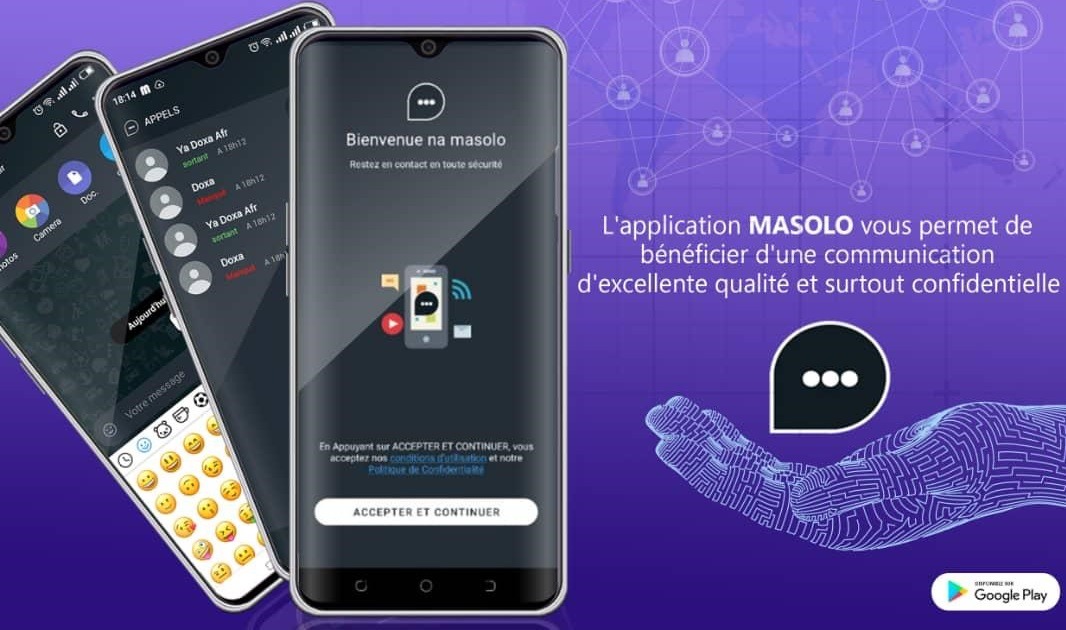 Bienvenue na masolo
Restez en contact en toute sécurité
En Appuyant sur ACCEPTER ET CONTINUER, vous
acceptez nos conditions d'utilisation et notre
Politique de Confidentialité
ACCEPTER ET CONTINUER
18:14
APPELS
Ya Doxa Afr
sortant A 18h12
Doxa
Manqué A 18h12
Ya Doxa Afr
sortant A 18h12
Doxa
Manqué A 18h
Camera
Doc.
Aujourd'hu
Votre message
L'application MASOLO vous permet de
bénéficier d'une communication
d'excellente qualité et surtout confidentielle
DISPONIBLE SUR
Google Play